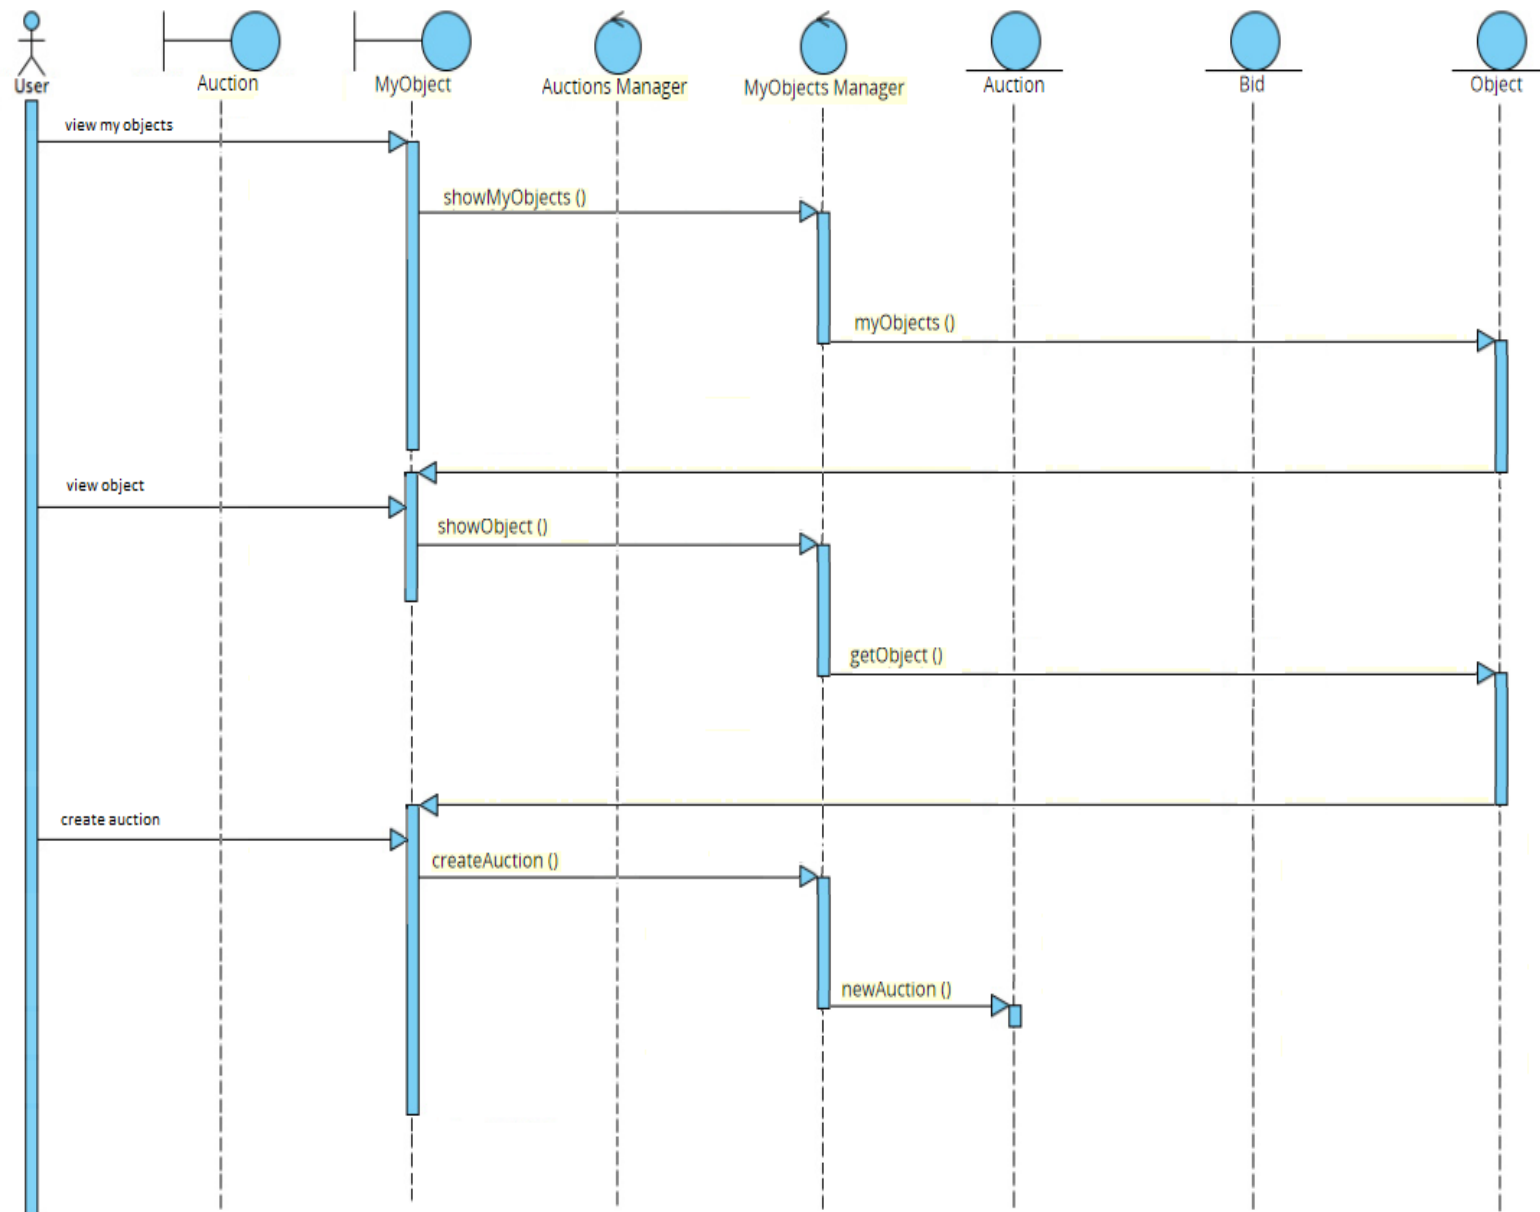 User
Auction
MyObject
Auctions Manager
MyObjects Manager
Auction
Bid
Object
view my objects
showMyObjects ()
myObjects ()
view object
showObject ()
getObject ()
create auction
createAuction ()
newAuction ()